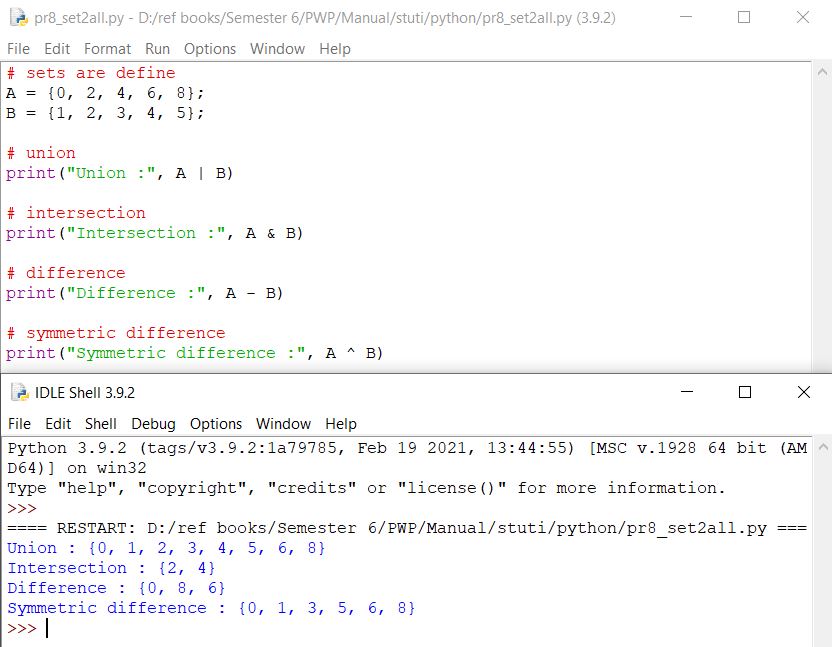 pr8_set2all.py - D:/ref books/Semester 6/PWP/Manual/stuti/python/pr8_set2all.py (3.9.2)
File Edit Format Run Options Window Help
# sets are define
A = {0, 2, 4, 6, 8};
B = {1, 2, 3, 4, 5};
# union
print("Union :", A | B)
# intersection
print("Intersection :", A & B)
# difference
print("Difference :", A - B)
# symmetric difference
print("Symmetric difference :", A ^ B)
IDLE Shell 3.9.2
File Edit Shell Debug Options Window Help
Python 3.9.2 (tags/v3.9.2:1a79785, Feb 19 2021, 13:44:55) [MSC v.1928 64 bit (AM
D64)] on win32
Type "help", "copyright", "credits" or "license()" for more information.
>>>
==== RESTART: D:/ref books/Semester 6/PWP/Manual/stuti/python/pr8_set2all.py ===
Union : {0, 1, 2, 3, 4, 5, 6, 8}
Intersection : {2, 4}
Difference : {0, 8, 6}
Symmetric difference : {0, 1, 3, 5, 6, 8}
>>>